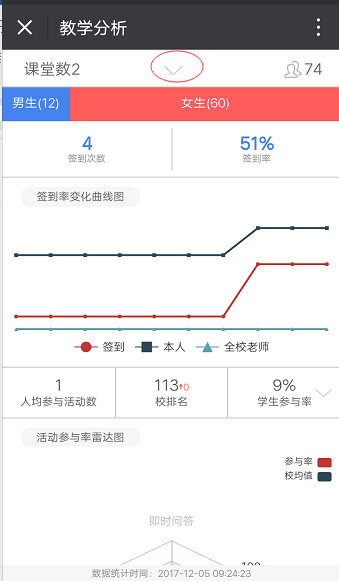 教学分析
课堂数2
74
男生(12) 女生(60)
4 51%
签到次数 签到率
签到率变化曲线图
签到 本人 全校老师
1 113↑0 9%
人均参与活动数 校排名 学生参与率
活动参与率雷达图
参与率
校均值
即时问答
数据统计时间：2017-12-05 09:24:23